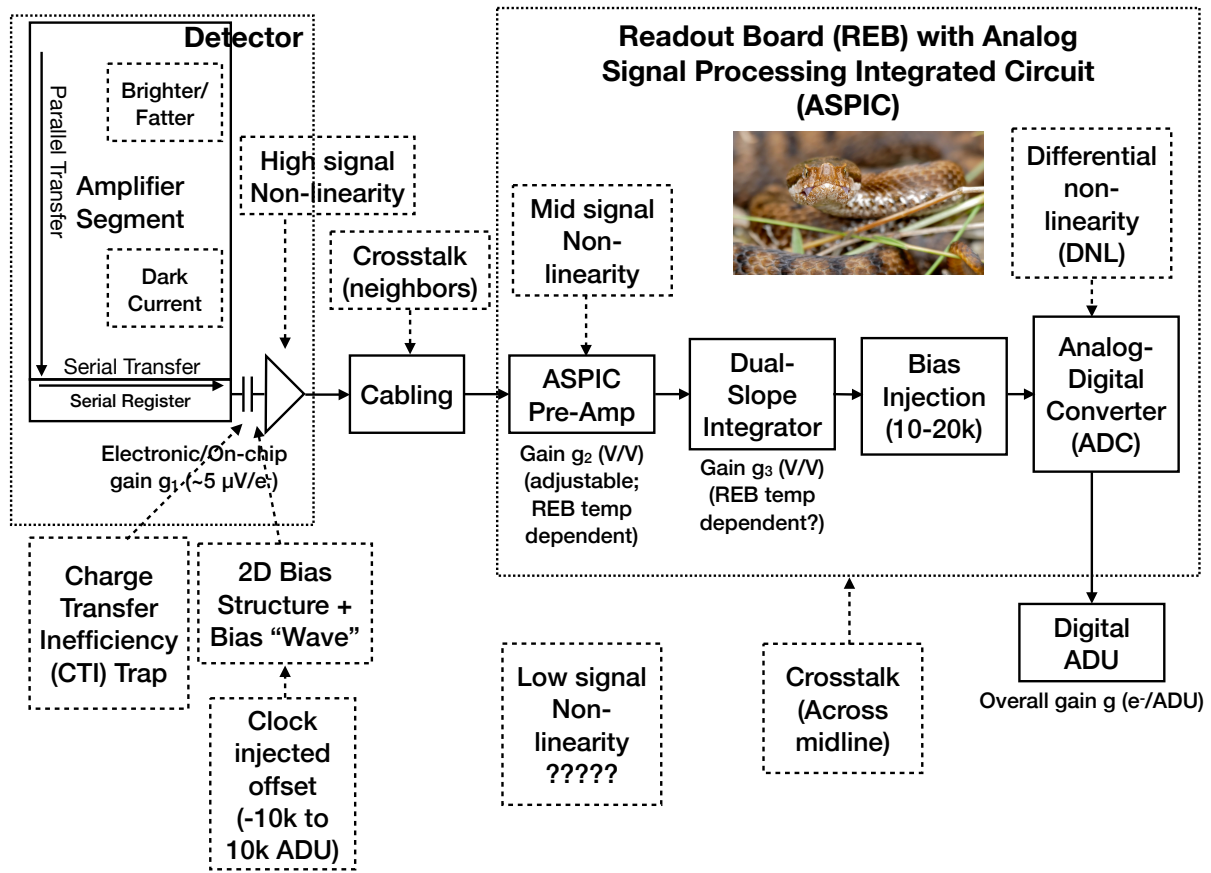 Detector
Brighter/
Fatter
Parallel Transfer
Amplifier
Segment
Dark
Current
Serial Transfer
Serial Register
Electronic/On-chip
gain g₁ (~5 μV/e-)
High signal
Non-linearity
Crosstalk
(neighbors)
Cabling
Charge
Transfer
Inefficiency
(CTI) Trap
2D Bias
Structure +
Bias “Wave”
Clock
injected
offset
(-10k to
10k ADU)
Readout Board (REB) with Analog
Signal Processing Integrated Circuit
(ASPIC)
Mid signal
Non-
linearity
Differential
non-
linearity
(DNL)
ASPIC
Pre-Amp
Gain g₂ (V/V)
(adjustable;
REB temp
dependent)
Dual-
Slope
Integrator
Gain g₃ (V/V)
(REB temp
dependent?)
Bias
Injection
(10-20k)
Analog-
Digital
Converter
(ADC)
Low signal
Non-
linearity
?????
Crosstalk
(Across
midline)
Digital
ADU
Overall gain g (e⁻/ADU)